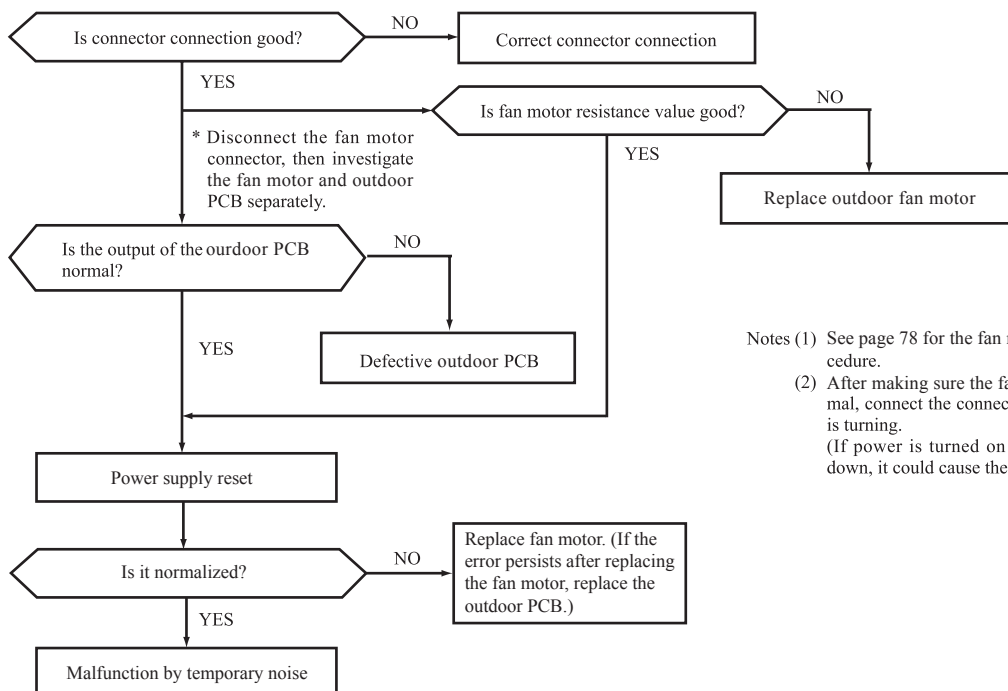 Is connector connection good?
NO
Correct connector connection
YES
Is fan motor resistance value good?
NO
* Disconnect the fan motor
connector, then investigate
the fan motor and outdoor
PCB separately.
YES
Replace outdoor fan motor
Is the output of the ourdoor PCB
normal?
NO
YES
Defective outdoor PCB
Notes (1) See page 78 for the fan
cedure.
(2) After making sure the
mal, connect the
is turning.
(If power is turned on
down, it could cause the
Power supply reset
Is it normalized?
NO
Replace fan motor. (If the
error persists after replacing
the fan motor, replace the
outdoor PCB.)
YES
Malfunction by temporary noise